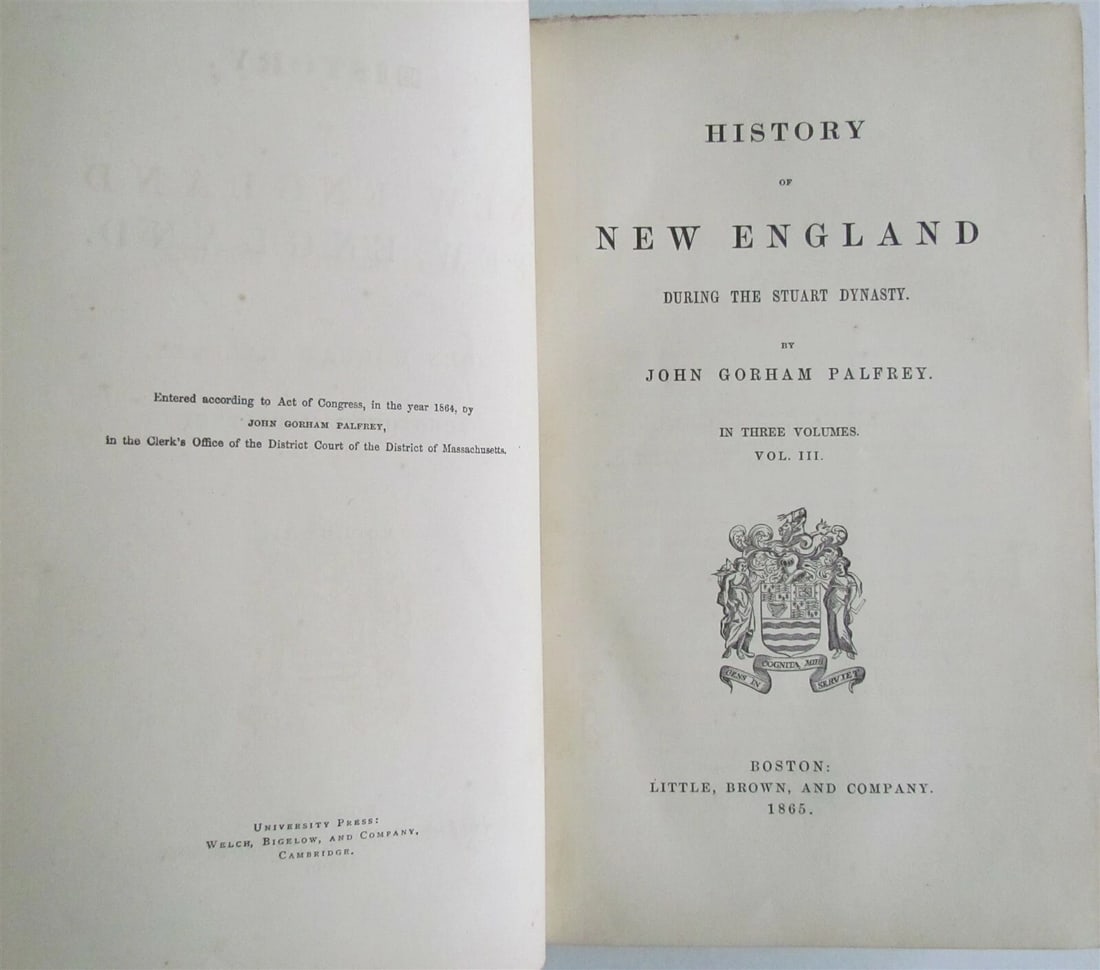 Entered according to Act of Congress, in the year 1864, by
JOHN GORHAM PALFREY,
in the Clerk's Office of the District Court of the District of Massachusetts.
UNIVERSITY PRESS:
WELCH, BIGELOW, AND COMPANY,
CAMBRIDGE.
HISTORY
OF
NEW ENGLAND
DURING THE STUART DYNASTY.
BY
JOHN GORHAM PALFREY.
IN THREE VOLUMES.
VOL. III.
GENS IN COGNITA MIHI SERVIET
BOSTON:
LITTLE, BROWN, AND COMPANY.
1865.